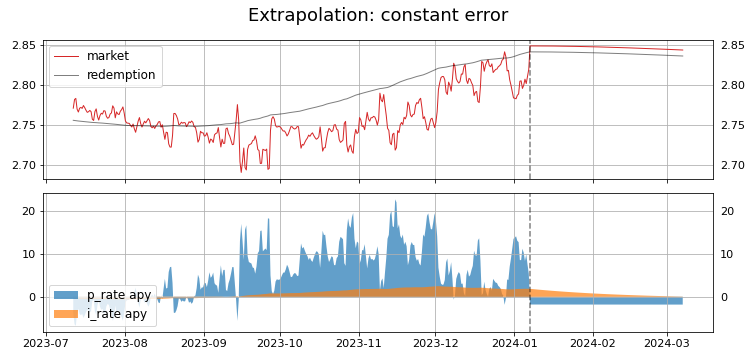 Extrapolation: constant error
2.85 2.85
market
redemption
2.80 2.80
2.75 2.75
2.70 2.70
20 20
10 10
0 0
p_rate apy
i_rate apy
2023-07 2023-08 2023-09 2023-10 2023-11 2023-12 2024-01 2024-02 2024-03